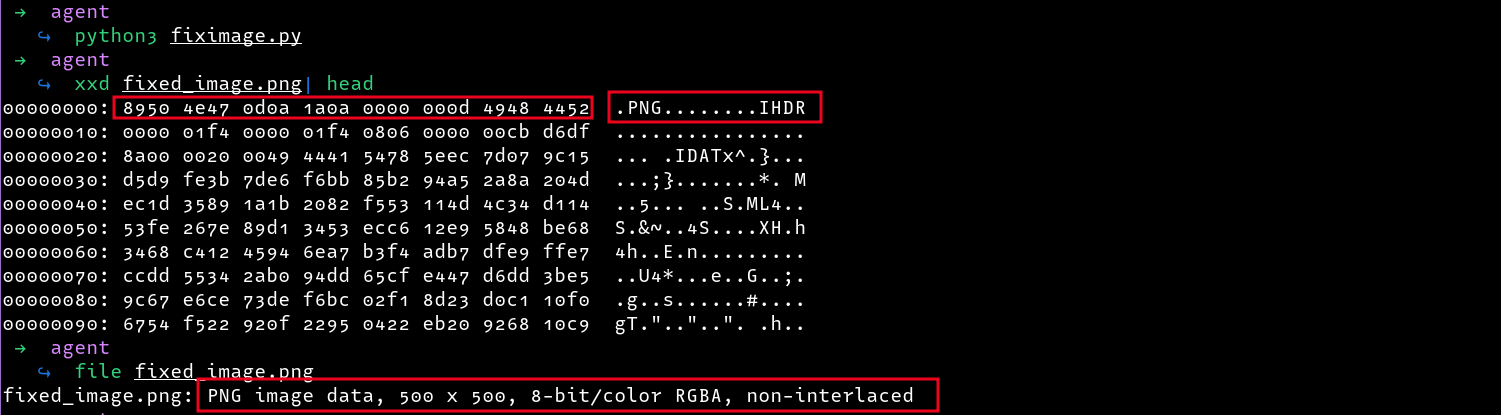 → agent
↪ python3 fiximage.py
→ agent
↪ xxd fixed_image.png| head
00000000: 8950 4e47 0d0a 1a0a 0000 000d 4948 4452  .PNG........IHDR
00000010: 0000 01f4 0000 01f4 0806 0000 00cb d6df  ................
00000020: 8a00 0020 0049 4441 5478 5eec 7d07 9c15  ... .IDATx^.}...
00000030: d5d9 fe3b 7de6 f6bb 85b2 94a5 2a8a 204d  ...;}.......*. M
00000040: ec1d 3589 1a1b 2082 f553 114d 4c34 d114  ..5... ..S.ML4..
00000050: 53fe 267e 89d1 3453 ecc6 12e9 5848 be68  S.&~..4S....XH.h
00000060: 3468 c412 4594 6ea7 b3f4 adb7 dfe9 ffe7  4h..E.n.........
00000070: ccdd 5534 2ab0 94dd 65cf e447 d6dd 3be5  ..U4*...e..G..;.
00000080: 9c67 e6ce 73de f6bc 02f1 8d23 d0c1 10f0  .g..s......#....
00000090: 6754 f522 920f 2295 0422 eb20 9268 10c9  gT.".."..". .h..
→ agent
↪ file fixed_image.png
fixed_image.png: PNG image data, 500 x 500, 8-bit/color RGBA, non-interlaced